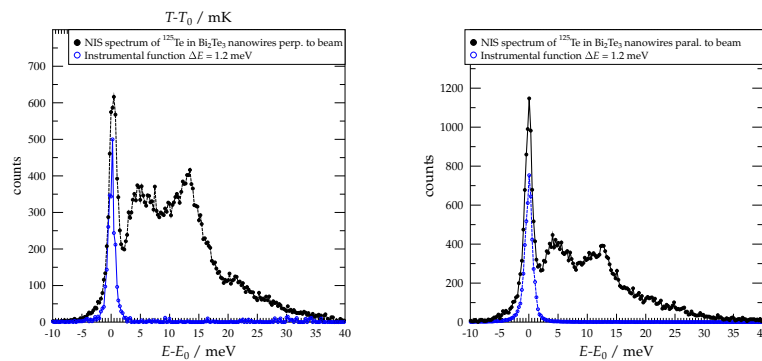 T-T₀ / mK
NIS spectrum of ¹²⁵Te in Bi₂Te₃ nanowires perp. to beam
Instrumental function ΔE = 1.2 meV
700
600
500
400
300
200
100
0
counts
-10 -5 0 5 10 15 20 25 30 35 40
E-E₀ / meV
NIS spectrum of ¹²⁵Te in Bi₂Te₃ nanowires paral. to beam
Instrumental function ΔE = 1.2 meV
1200
1000
800
600
400
200
0
counts
-10 -5 0 5 10 15 20 25 30 35 40
E-E₀ / meV